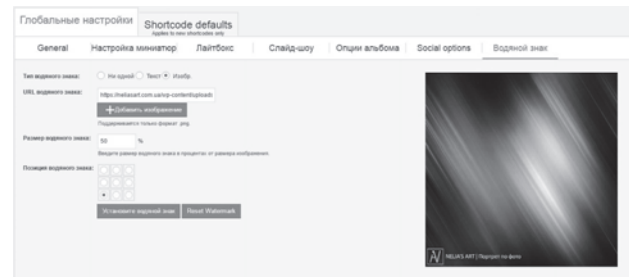 Глобальные настройки
Shortcode defaults
Applies to new shortcodes only
General Настройка миниатюр Лайтбокс Слайд-шоу Опции альбома Social options Водяной знак
Тип водяного знака: Ни одной Текст Изобр.
URL водяного знака: https://neliasart.com.ua/wp-content/uploads
+ Добавить изображение
Поддерживается только формат .png
Размер водяного знака: 50 %
Введите размер водяного знака в процентах от размера изображения.
Позиция водяного знака:
Установите водяной знак Reset Watermark
NELIA'S ART | Портрет по фото